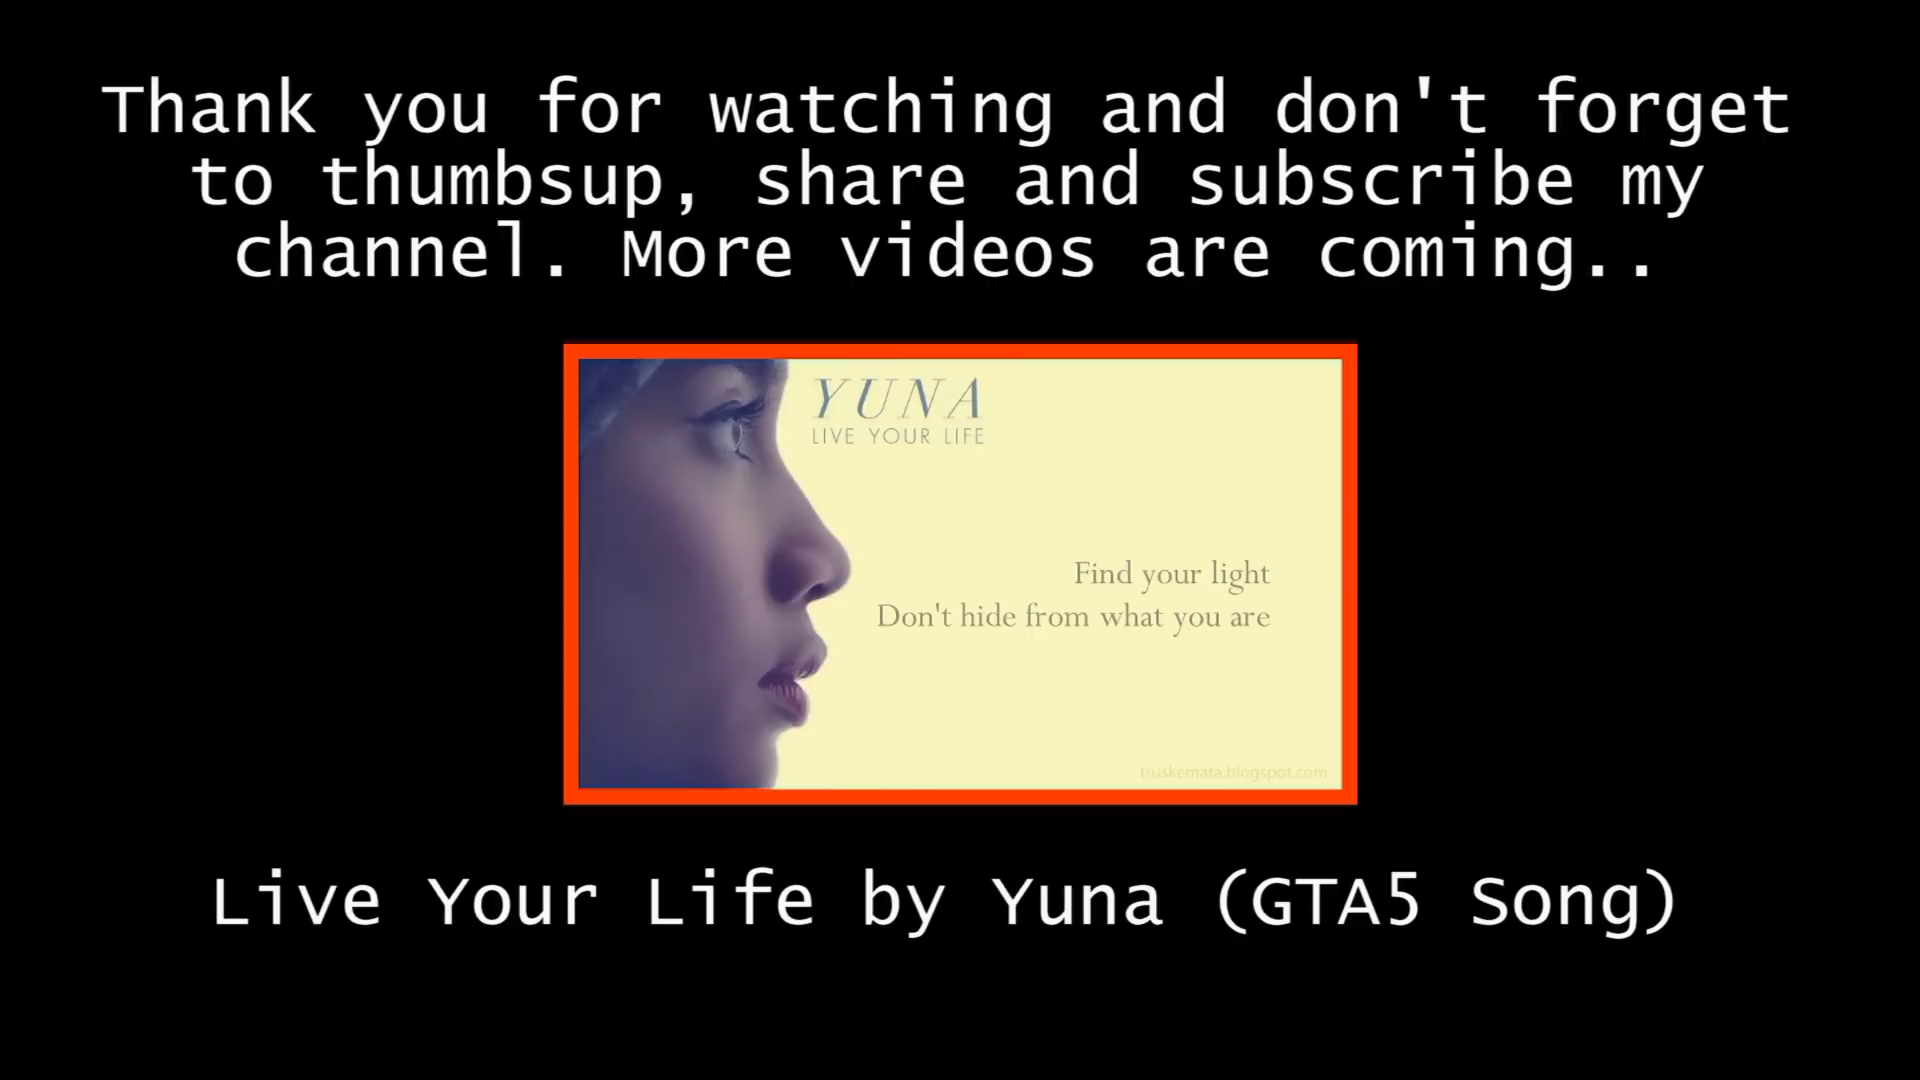 Thank you for watching and don't forget
to thumbsup, share and subscribe my
channel. More videos are coming..
YUNA
LIVE YOUR LIFE
Find your light
Don't hide from what you are
truskemata.blogspot.com
Live Your Life by Yuna (GTA5 Song)